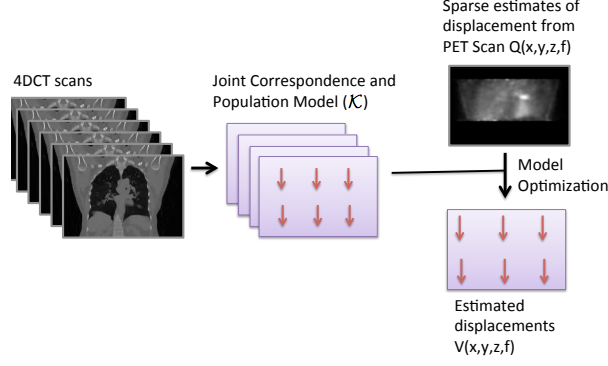 Sparse estimates of
displacement from
PET Scan Q(x,y,z,f)
4DCT scans
Joint Correspondence and
Population Model (𝒦)
Model
Optimization
Estimated
displacements
V(x,y,z,f)